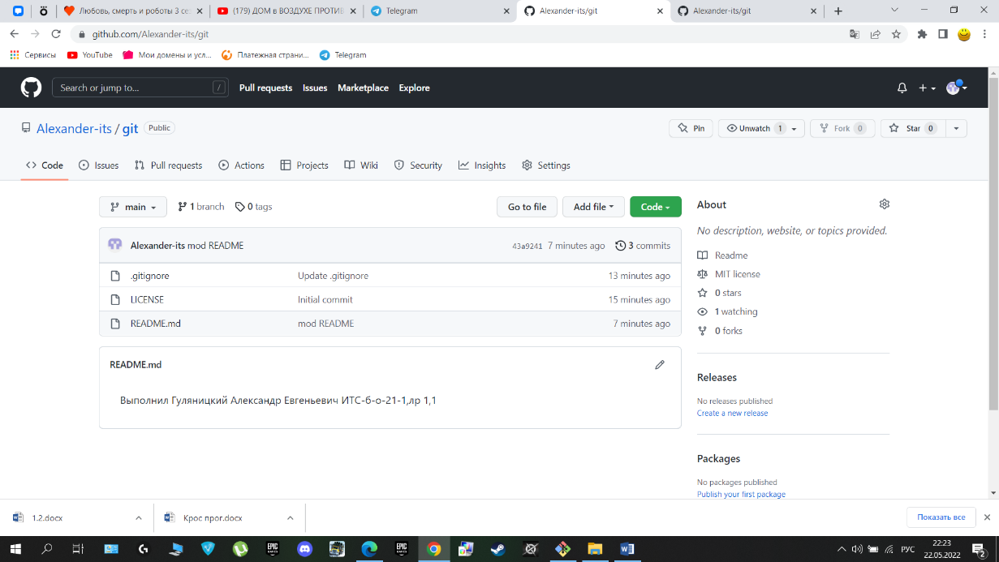 Любовь, смерть и роботы 3 се
(179) ДОМ в ВОЗДУХЕ ПРОТИВ
Telegram
Alexander-its/git
Alexander-its/git
github.com/Alexander-its/git
Сервисы
YouTube
Мои домены и усл...
Платежная страни...
Telegram
Search or jump to...
/
Pull requests
Issues
Marketplace
Explore
Alexander-its / git
Public
Pin
Unwatch 1
Fork 0
Star 0
Code
Issues
Pull requests
Actions
Projects
Wiki
Security
Insights
Settings
main
1 branch
0 tags
Go to file
Add file
Code
About
No description, website, or topics provided.
Alexander-its mod README
43a9241 7 minutes ago
3 commits
.gitignore Update .gitignore 13 minutes ago
LICENSE Initial commit 15 minutes ago
README.md mod README 7 minutes ago
Readme
MIT license
0 stars
1 watching
0 forks
README.md
Выполнил Гуляницкий Александр Евгеньевич ИТС-б-о-21-1,лр 1,1
Releases
No releases published
Create a new release
Packages
No packages published
Publish your first package
1.2.docx
Крос прог.docx
Показать все
EPIC GAMES
EPIC GAMES
РУС
22:23
22.05.2022
2